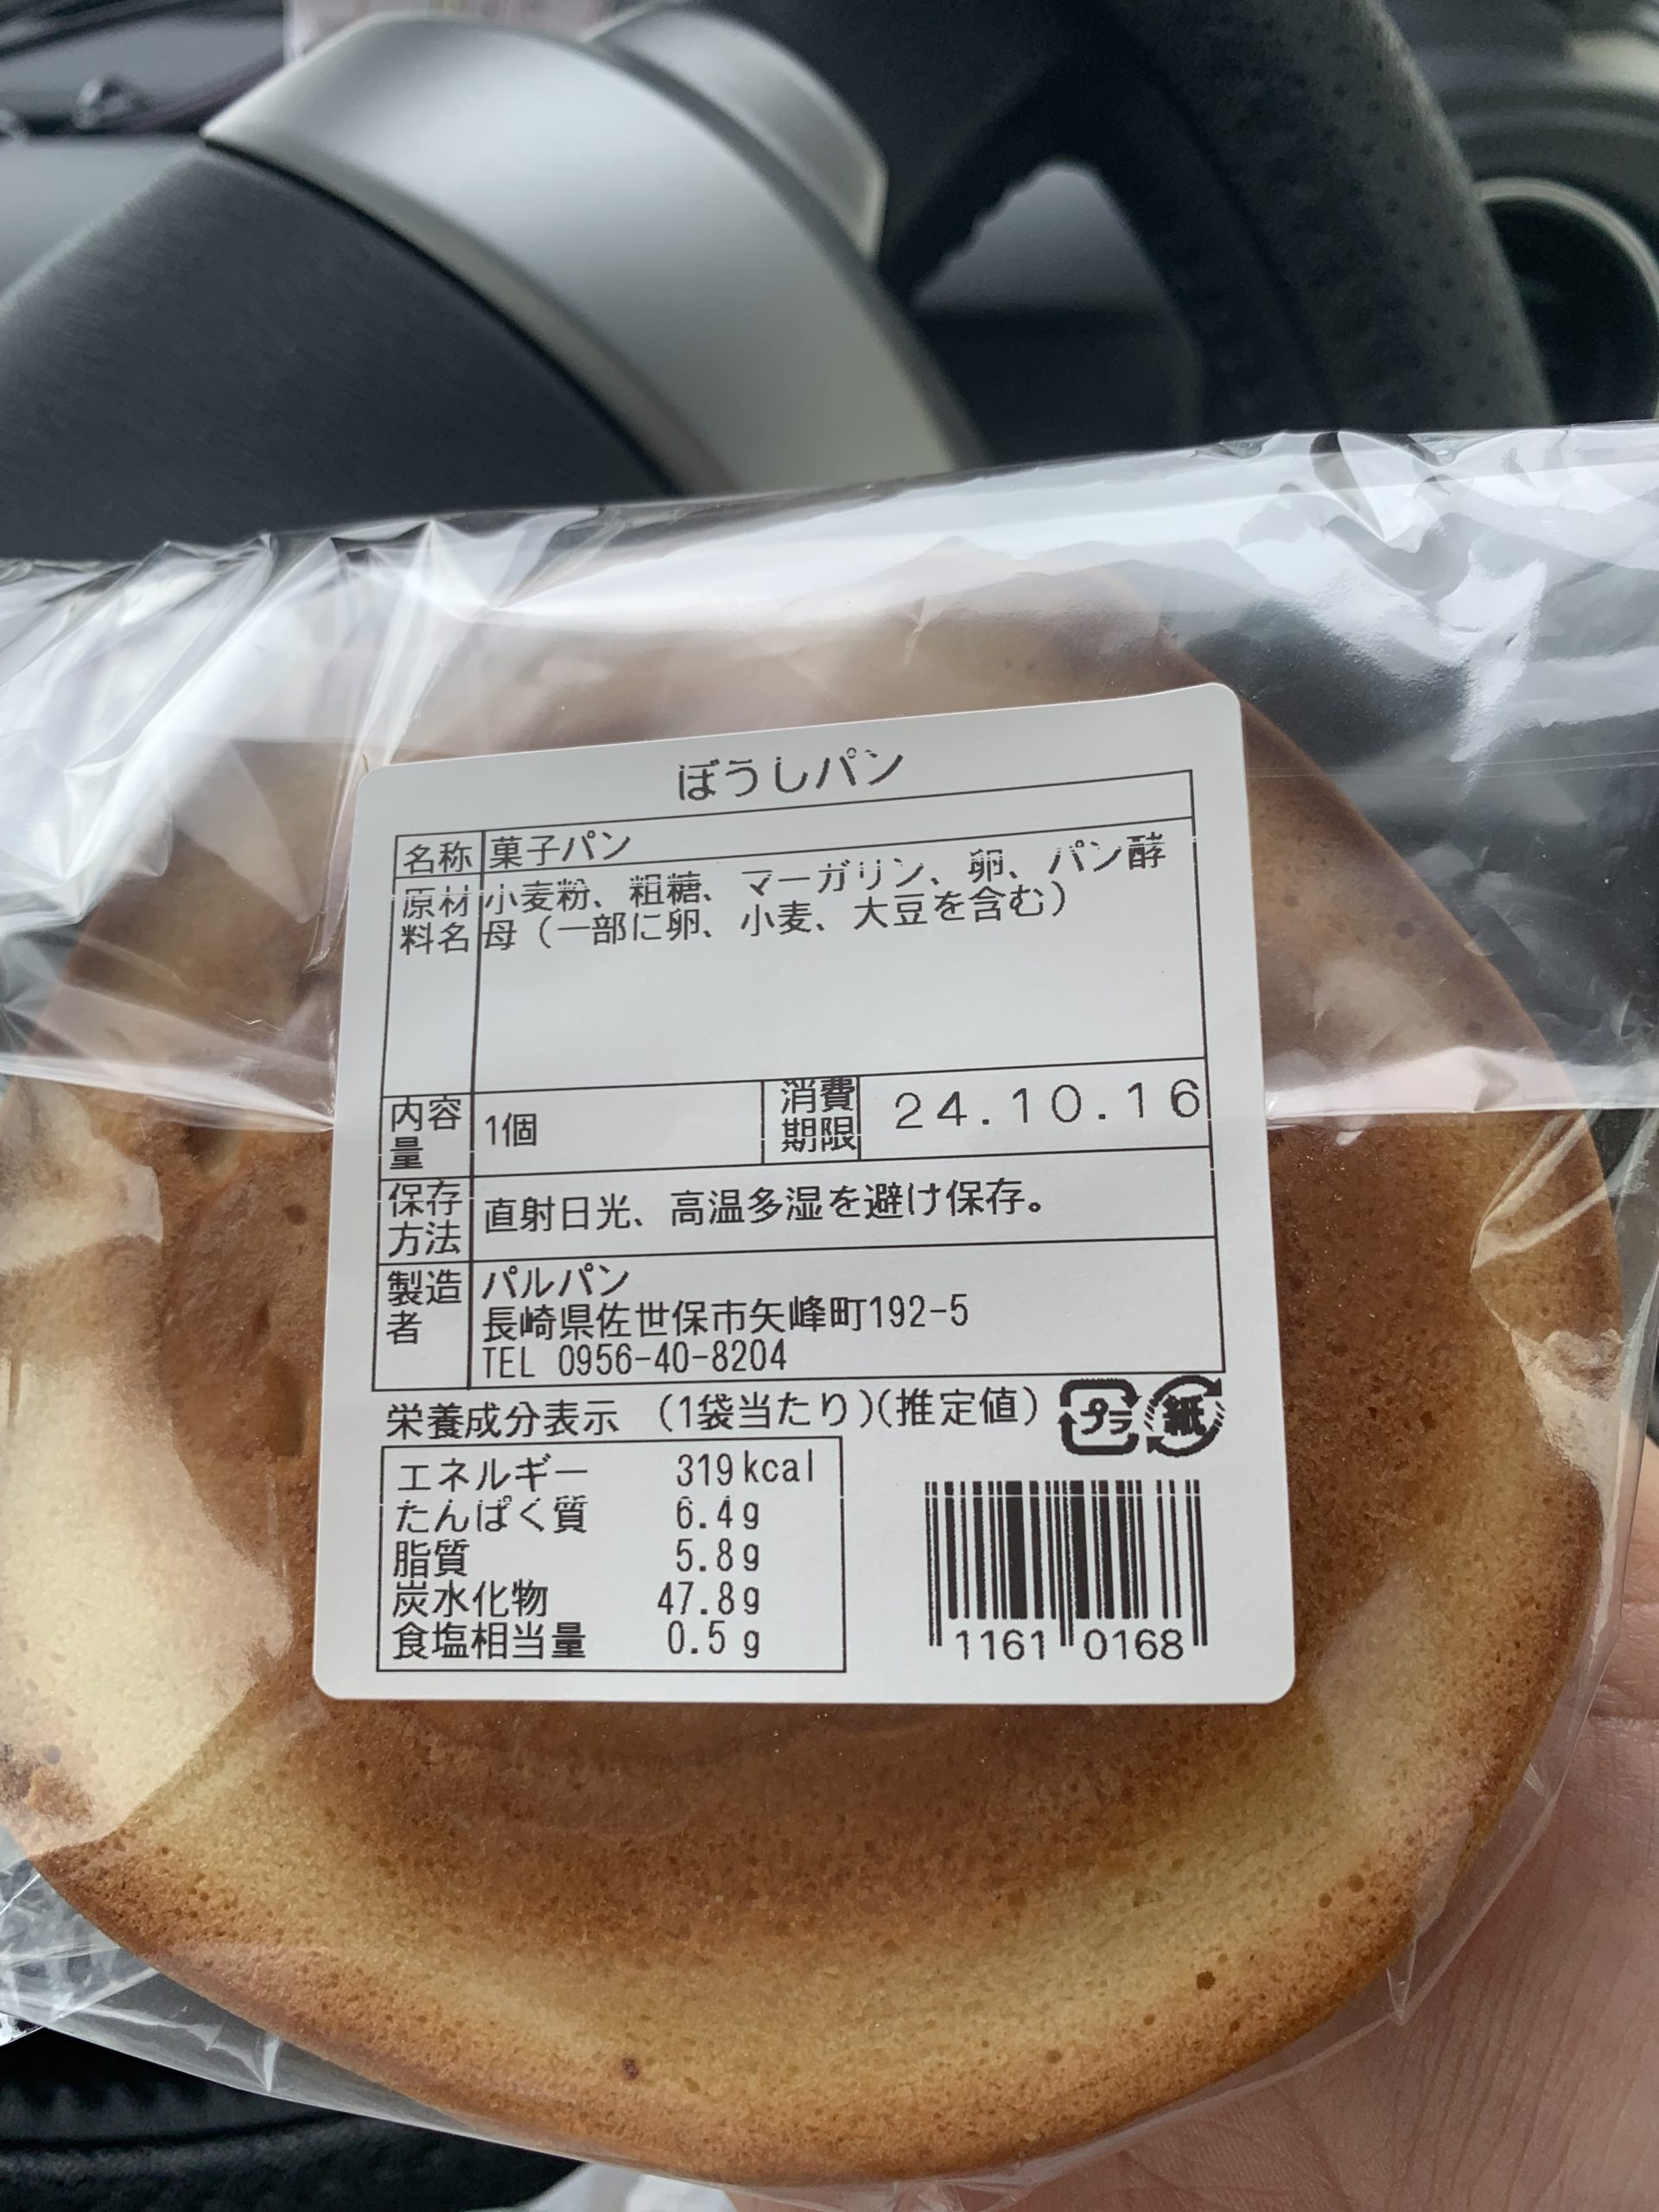 ぼうしパン
名称 菓子パン
原材料名 小麦粉、粗糖、マーガリン、卵、パン酵
母（一部に卵、小麦、大豆を含む）
内容量 1個 消費期限 24.10.16
保存方法 直射日光、高温多湿を避け保存。
製造者 パルパン
長崎県佐世保市矢峰町192-5
TEL 0956-40-8204
栄養成分表示 （1袋当たり）（推定値） プラ 紙
エネルギー 319kcal
たんぱく質 6.4g
脂質 5.8g
炭水化物 47.8g
食塩相当量 0.5g
1161 0168